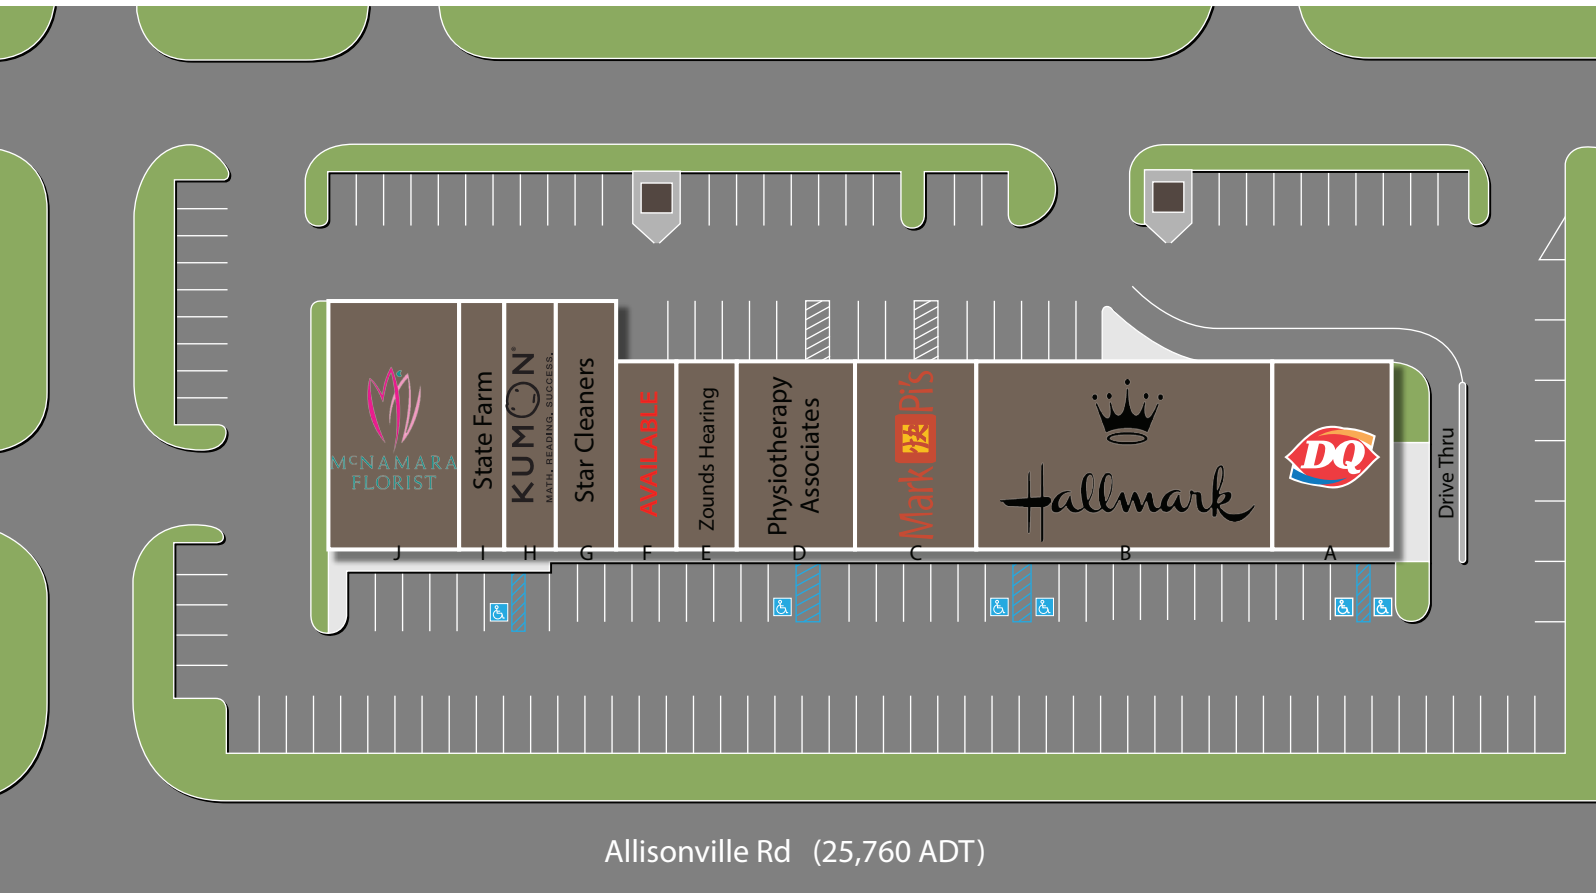 McNAMARA
FLORIST
State Farm
KUMON®
MATH. READING. SUCCESS.
Star Cleaners
AVAILABLE
Zounds Hearing
Physiotherapy
Associates
Mark Pi's
Hallmark
DQ
Drive Thru
J
I
H
G
F
E
D
C
B
A
Allisonville Rd (25,760 ADT)